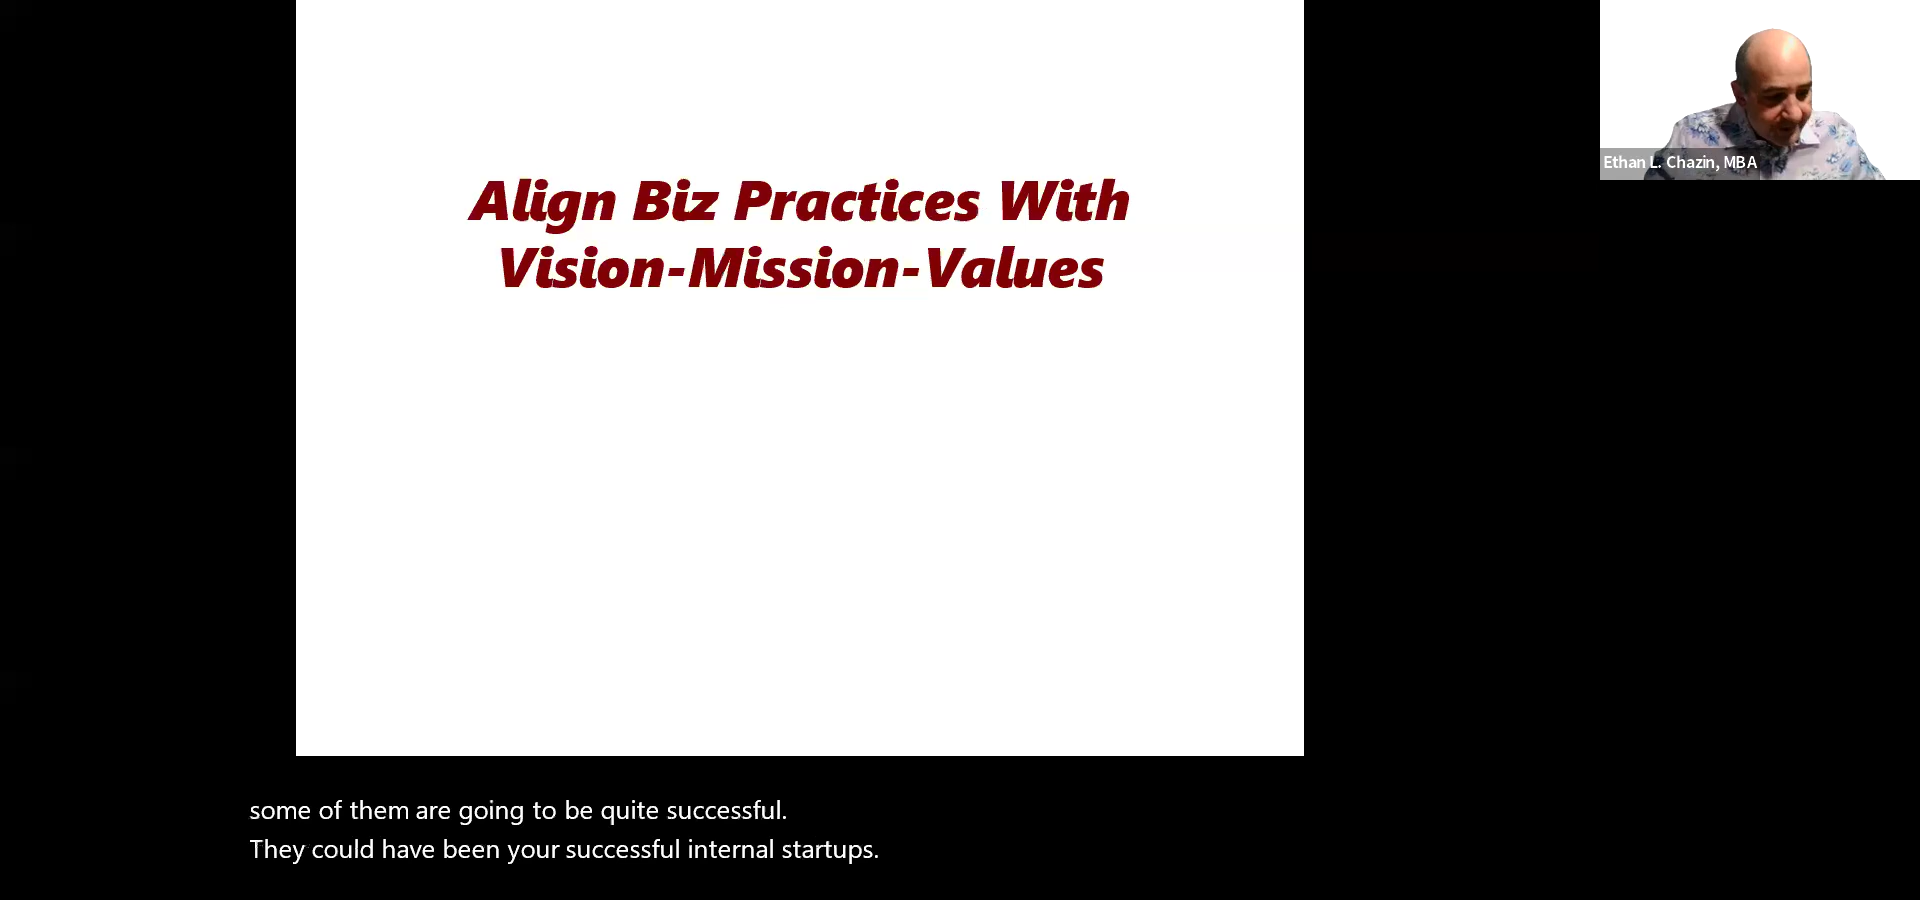 Align Biz Practices With
Vision-Mission-Values
Ethan L. Chazin, MBA
some of them are going to be quite successful.
They could have been your successful internal startups.